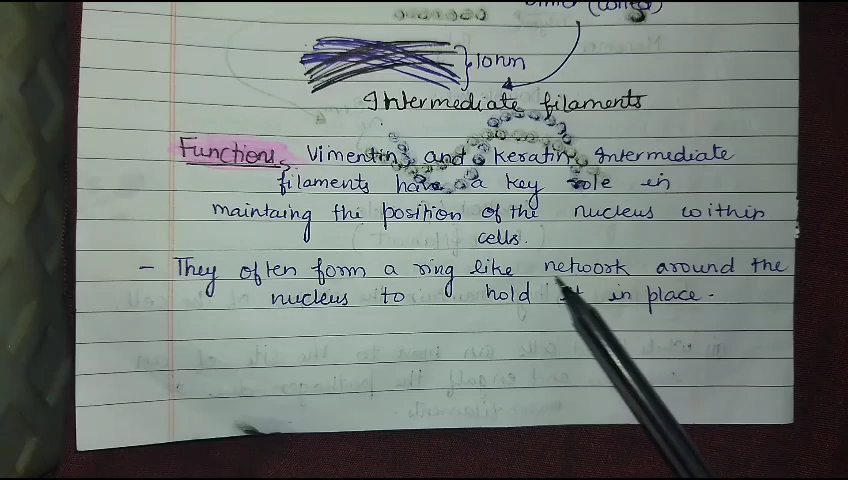 10nm
Intermediate filaments
Functions Vimentin and keratin Intermediate
filaments have a key role in
maintaing the position of the nucleus within
cells.
- They often form a ring like network around the
nucleus to hold it in place.